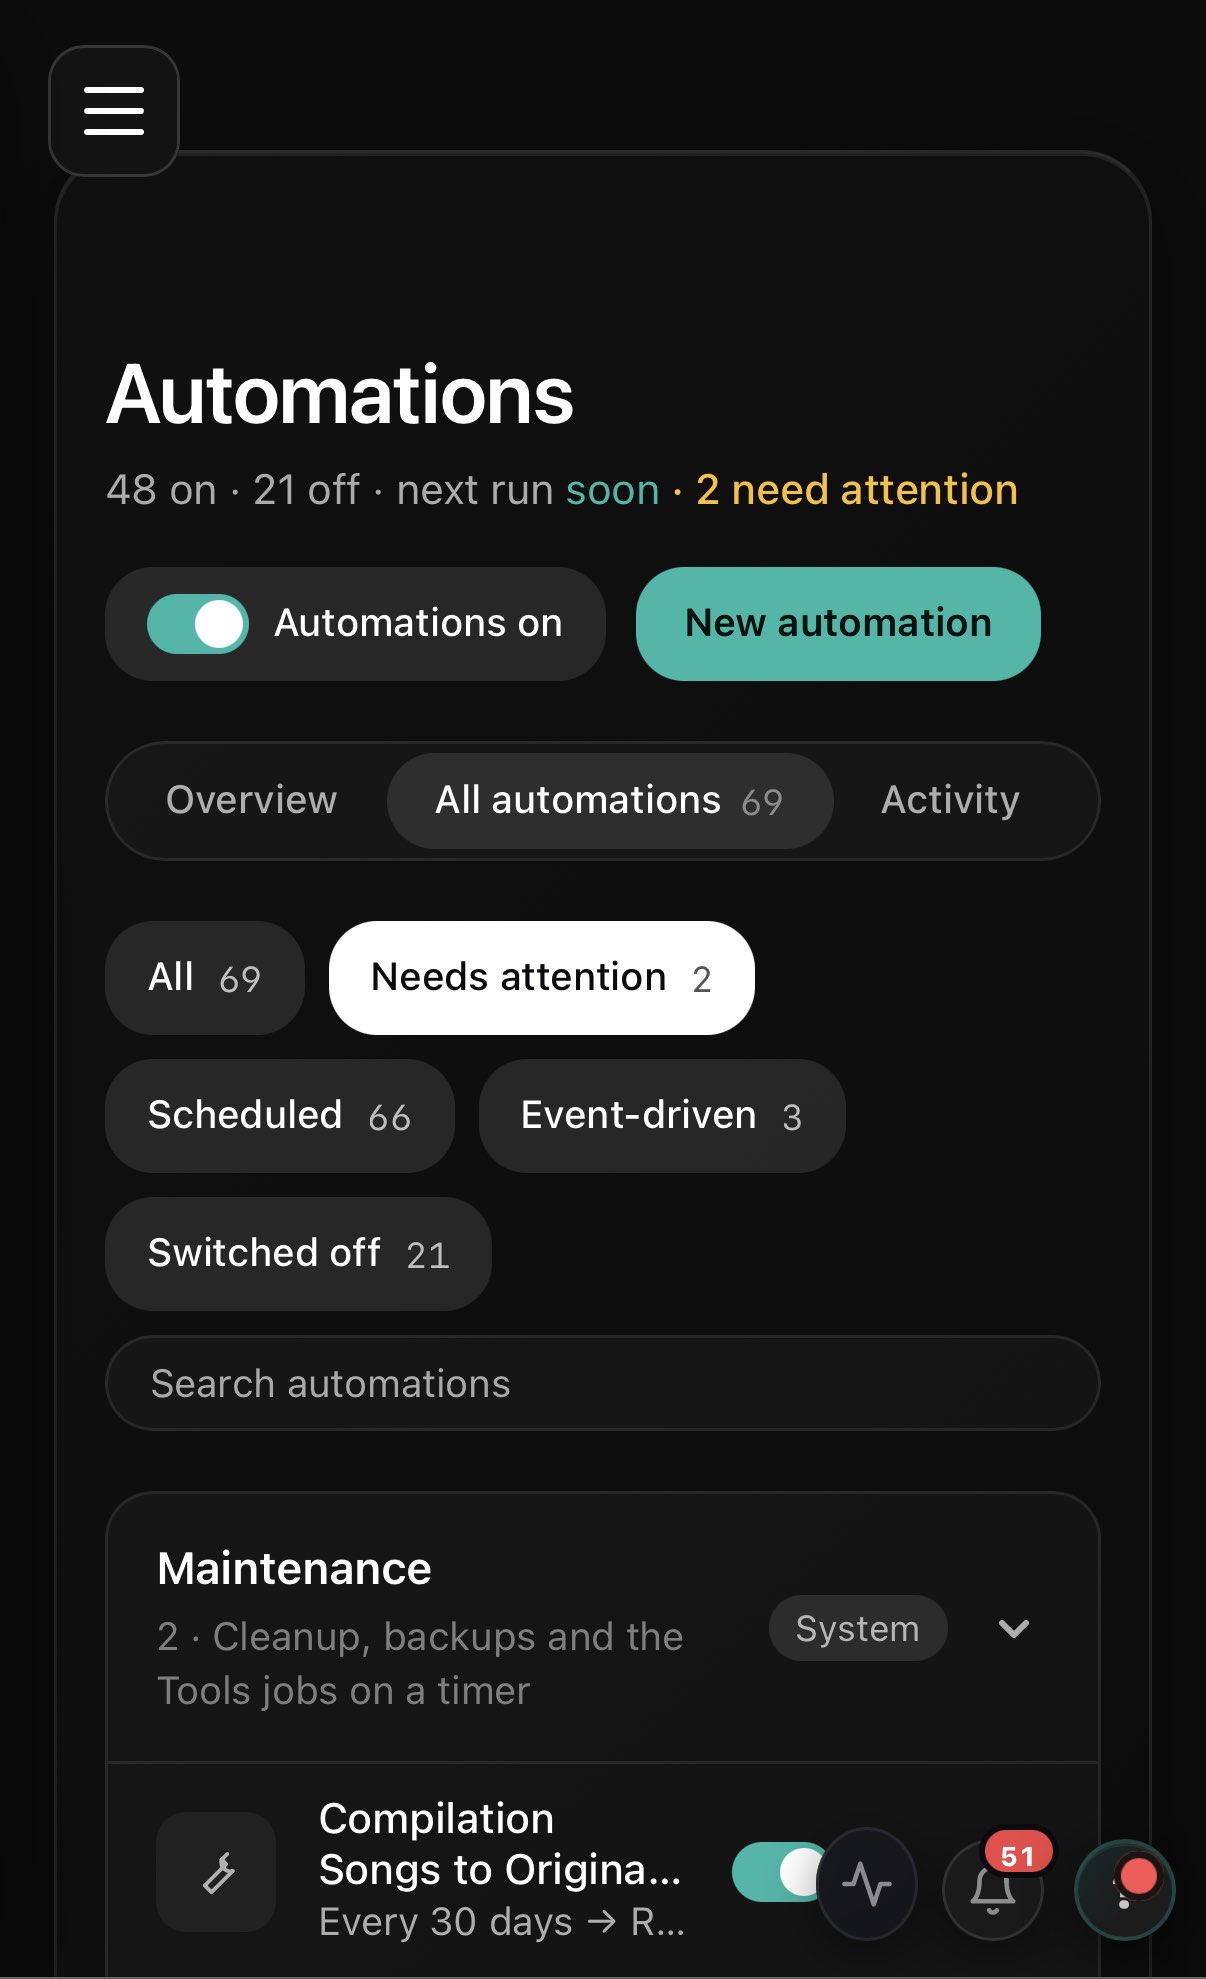 Automations
48 on · 21 off · next run soon · 2 need attention
Automations on
New automation
Overview
All automations 69
Activity
All 69
Needs attention 2
Scheduled 66
Event-driven 3
Switched off 21
Search automations
Maintenance
2 · Cleanup, backups and the
Tools jobs on a timer
System
Compilation
Songs to Origina...
Every 30 days → R...
51